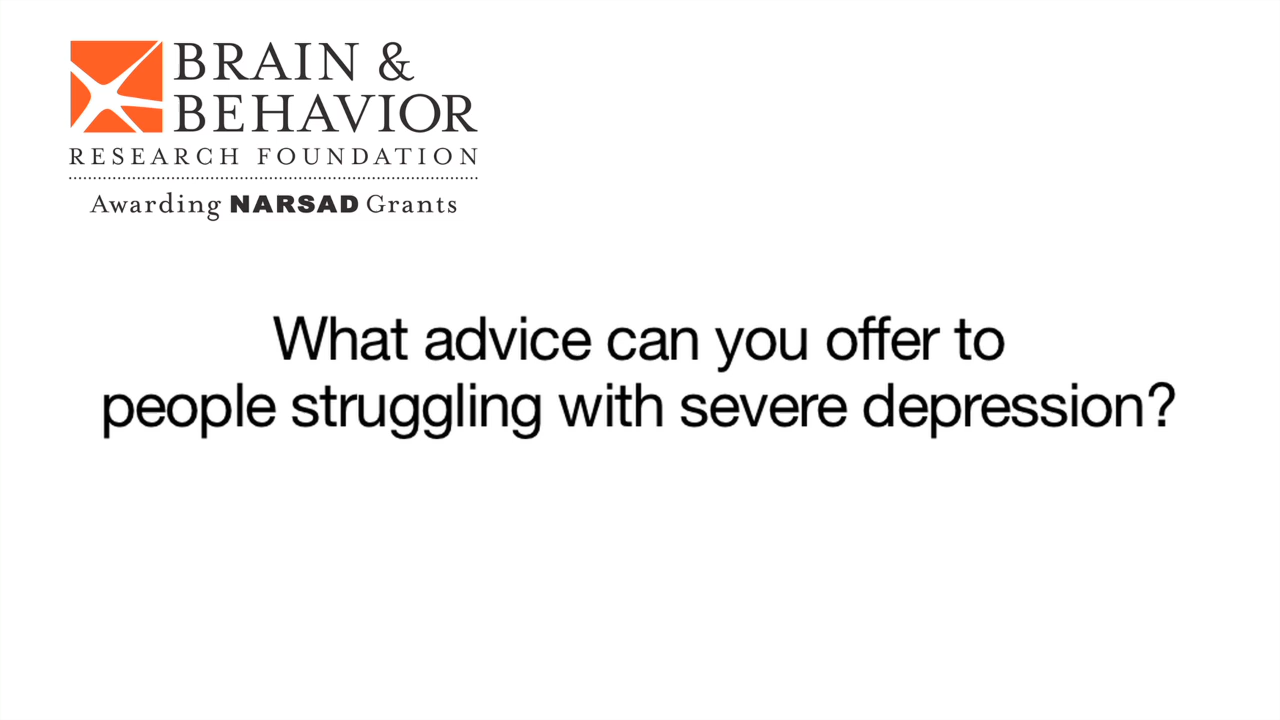 BRAIN &
BEHAVIOR
RESEARCH FOUNDATION
Awarding NARSAD Grants
What advice can you offer to
people struggling with severe depression?